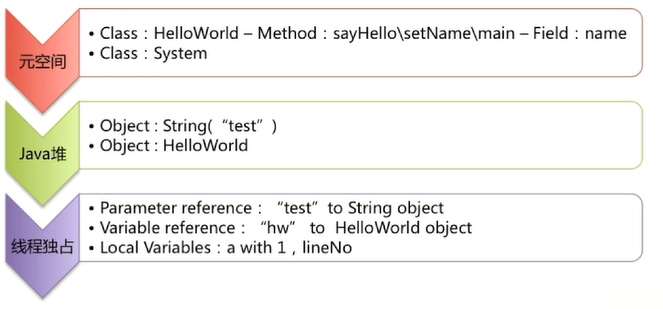 元空间
• Class：HelloWorld – Method：sayHello\setName\main – Field：name
• Class：System
Java堆
• Object : String(“test”)
• Object : HelloWorld
线程独占
• Parameter reference：“test” to String object
• Variable reference：“hw” to HelloWorld object
• Local Variables：a with 1，lineNo